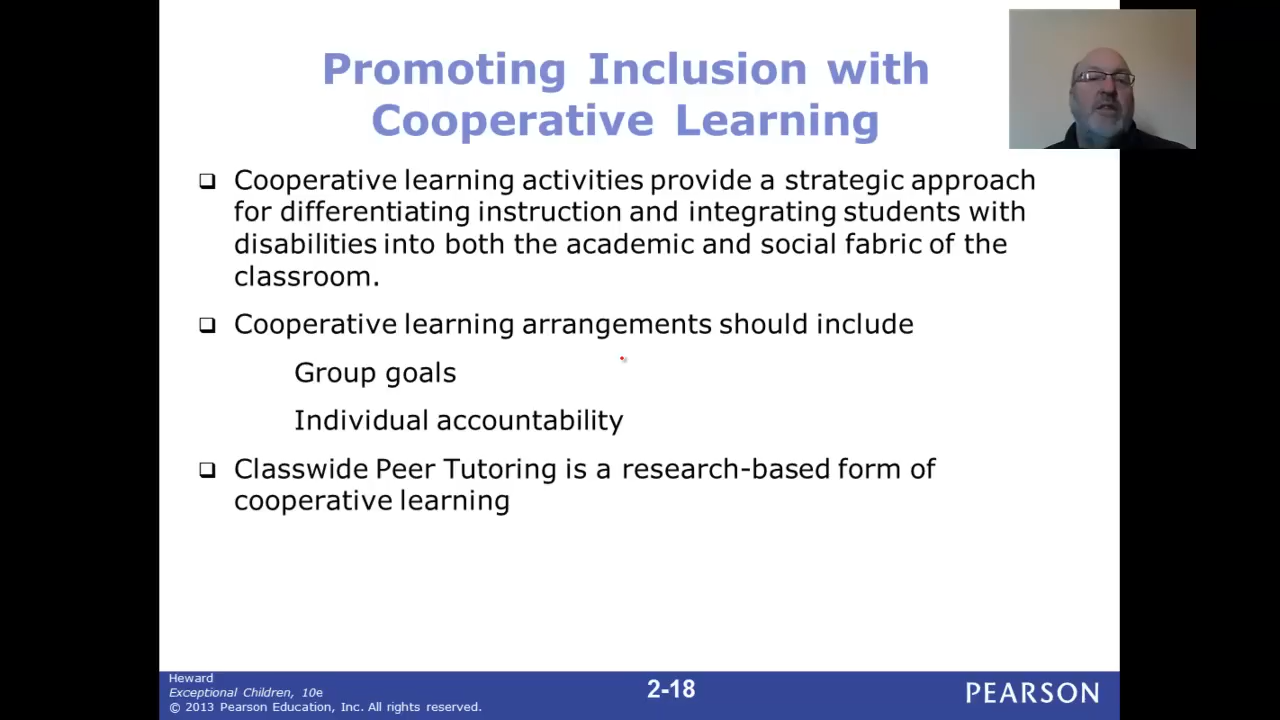 Promoting Inclusion with
Cooperative Learning
Cooperative learning activities provide a strategic approach
for differentiating instruction and integrating students with
disabilities into both the academic and social fabric of the
classroom.
Cooperative learning arrangements should include
Group goals
Individual accountability
Classwide Peer Tutoring is a research-based form of
cooperative learning
Heward
Exceptional Children, 10e
© 2013 Pearson Education, Inc. All rights reserved.
2-18
PEARSON